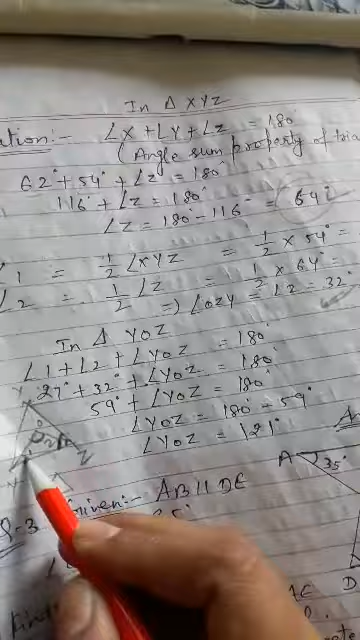 In Δ XYZ
ution:- ∠X + ∠Y + ∠Z = 180°
(Angle sum property of tria
62° + 54° + ∠Z = 180°
116° + ∠Z = 180°
∠Z = 180° - 116° = 64°
∠1 = 1/2 ∠XYZ = 1/2 × 54° =
∠2 = 1/2 ∠Z = 1/2 × 64° =
=) ∠OZY = ∠2 = 32°
In Δ YOZ
∠1 + ∠2 + ∠YOZ = 180°
27° + 32° + ∠YOZ = 180°
59° + ∠YOZ = 180°
∠YOZ = 180° - 59°
∠YOZ = 121°
X
O
Z
Y
A 35°
Q-3 Given:- AB || DE
35°
D